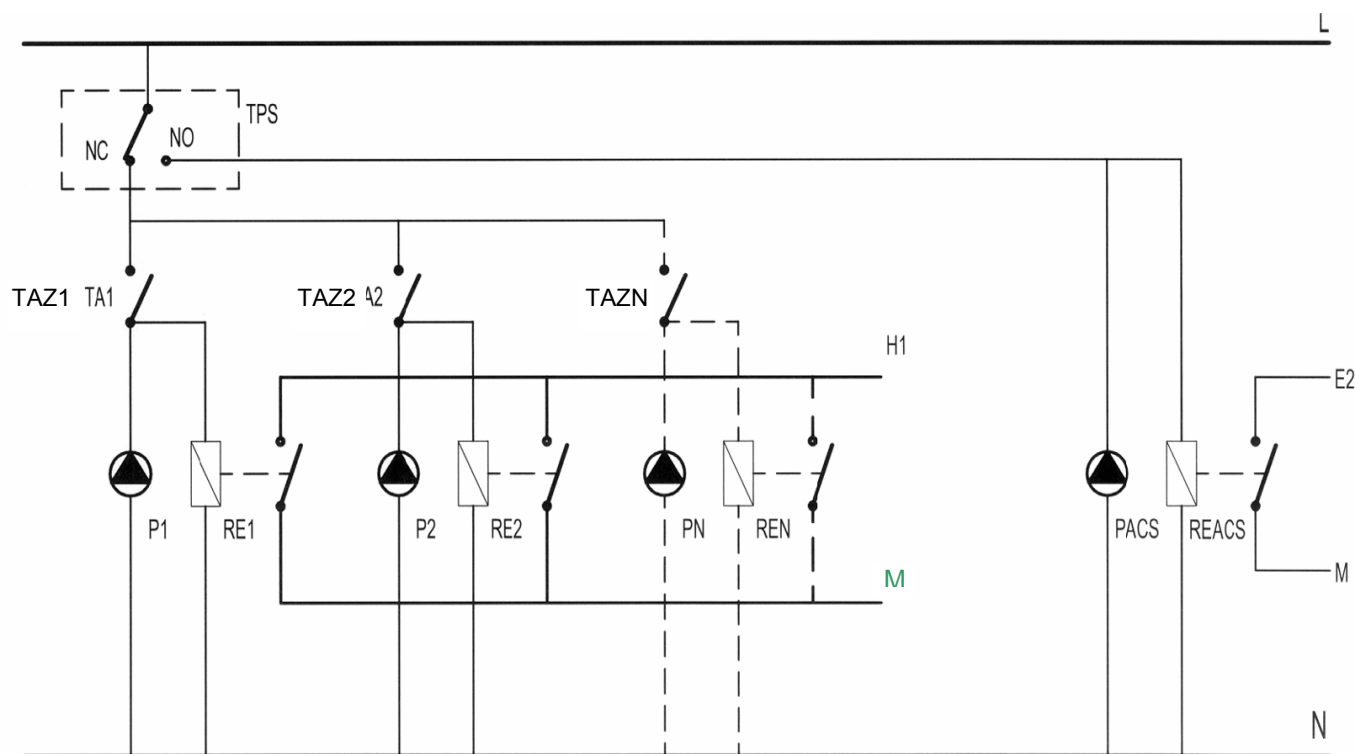 L
TPS
NO
NC
TAZ1 TA1
TAZ2 A2
TAZN
H1
E2
P1
RE1
P2
RE2
PN
REN
PACS
REACS
M
M
N